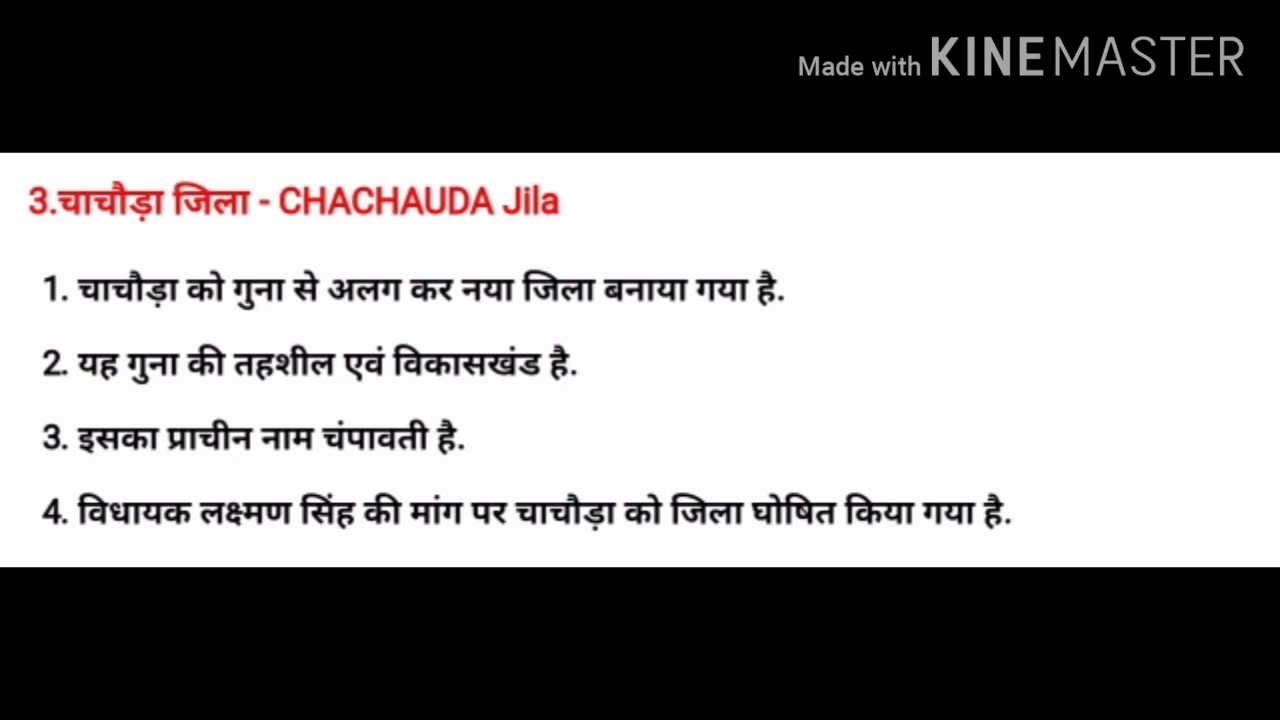 Made with KINEMASTER
3.चाचौड़ा जिला - CHACHAUDA Jila
1. चाचौड़ा को गुना से अलग कर नया जिला बनाया गया है.
2. यह गुना की तहशील एवं विकासखंड है.
3. इसका प्राचीन नाम चंपावती है.
4. विधायक लक्ष्मण सिंह की मांग पर चाचौड़ा को जिला घोषित किया गया है.